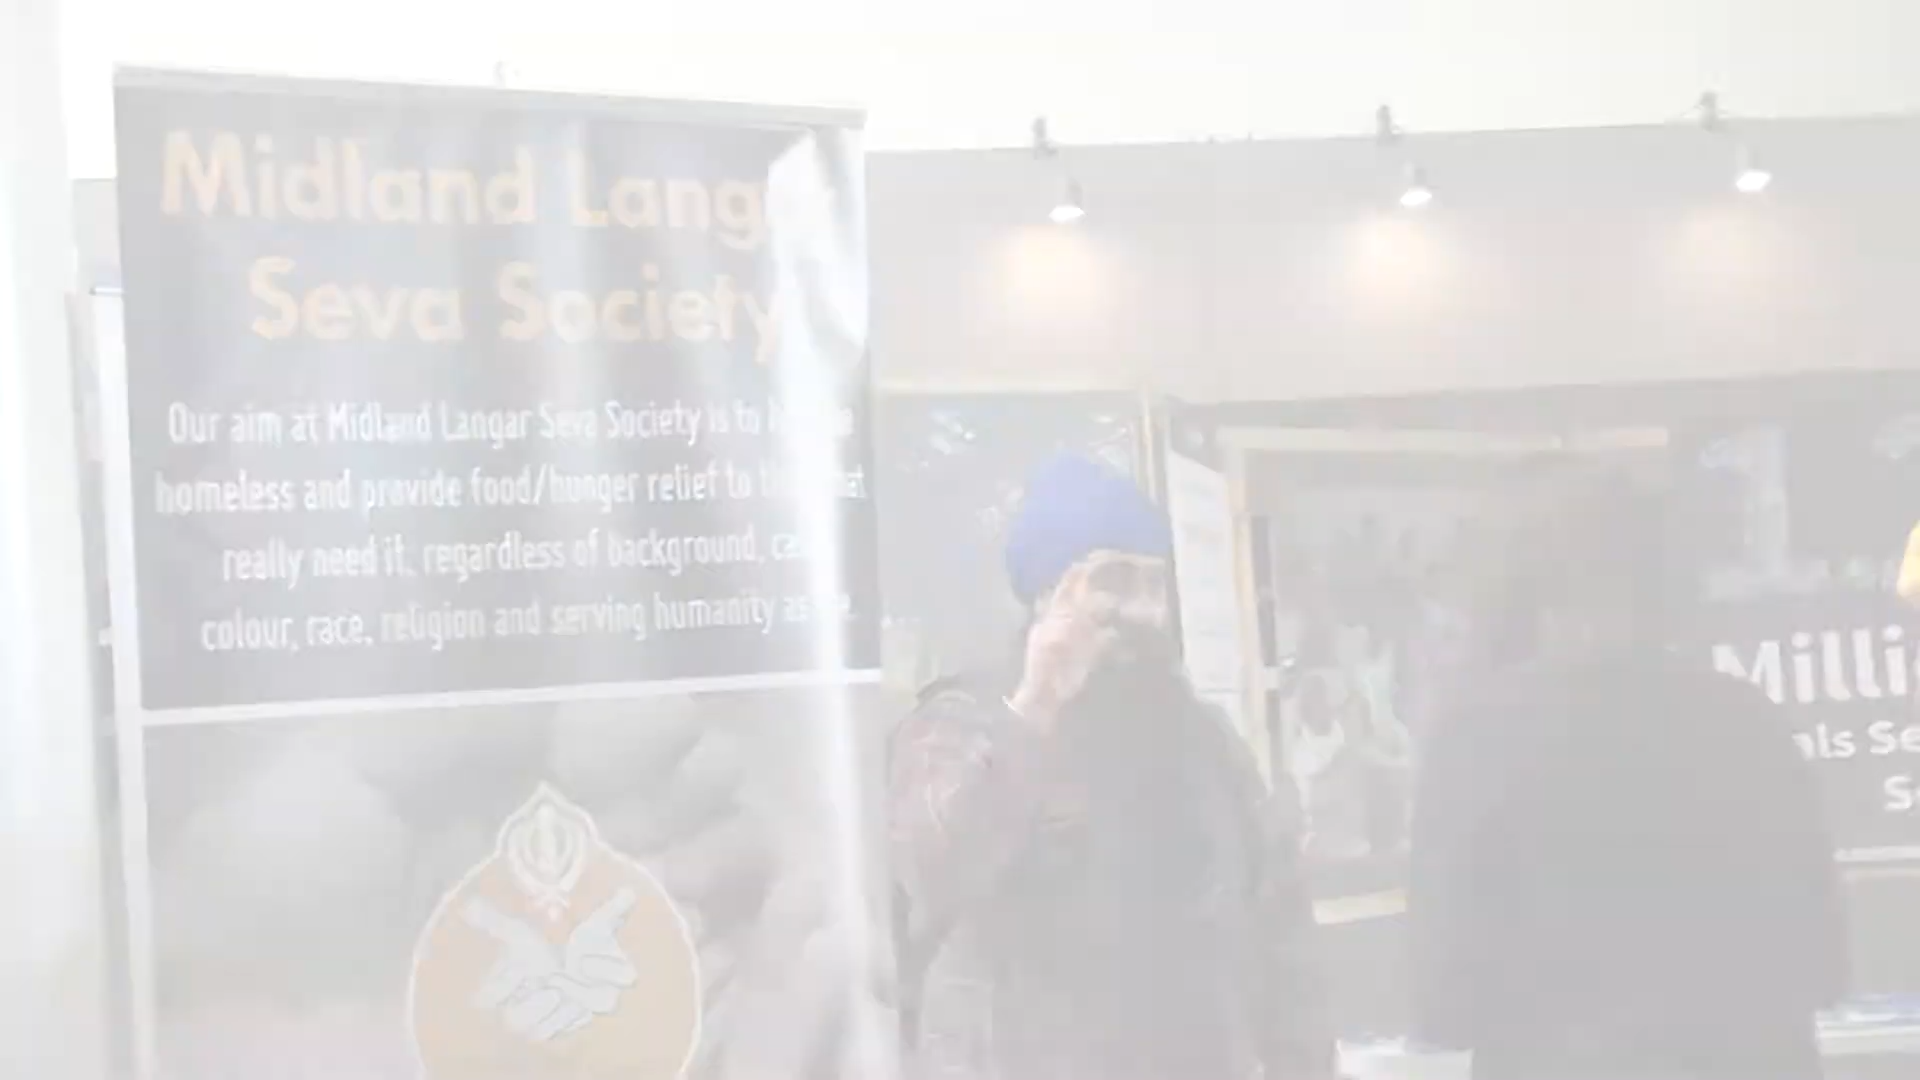 Midland Lang
Seva Society
Our aim at Midland Langar Seva Society is to
homeless and provide food/hunger relief to
really need it, regardless of background,
colour, race, religion and serving humanity as
Milli
als Se